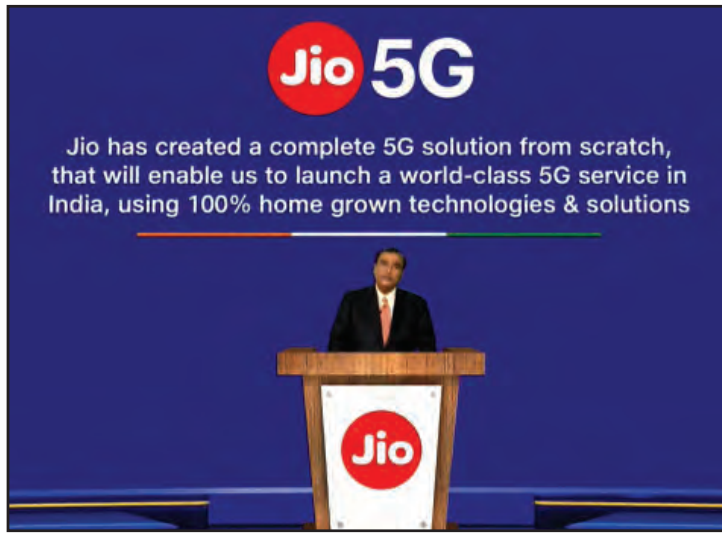 Jio 5G
Jio has created a complete 5G solution from scratch,
that will enable us to launch a world-class 5G service in
India, using 100% home grown technologies & solutions
Jio